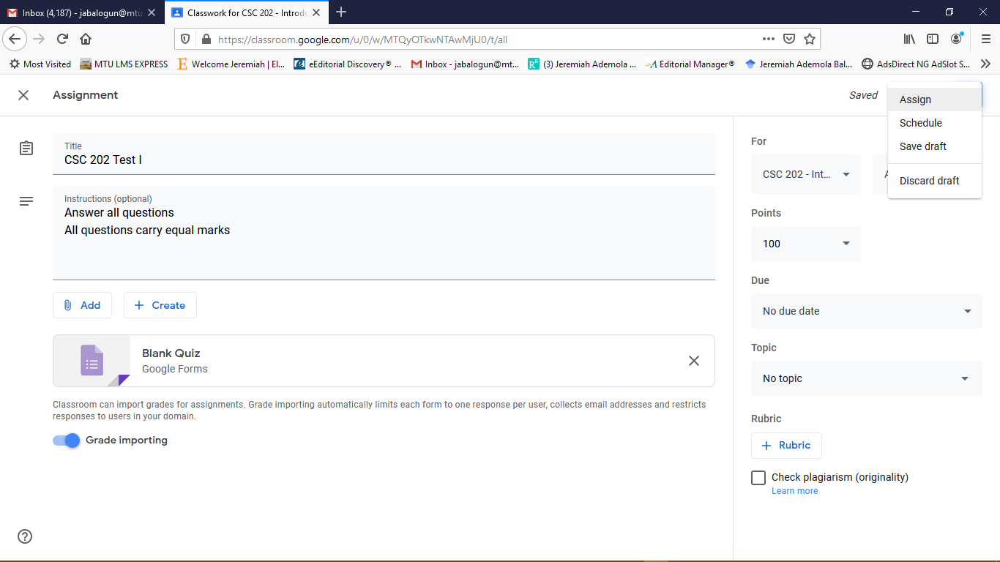 Inbox (4,187) - jabalogun@mtu
Classwork for CSC 202 - Introdu
https://classroom.google.com/u/0/w/MTQyOTkwNTAwMjU0/t/all
Most Visited
MTU LMS EXPRESS
Welcome Jeremiah | El...
eEditorial Discovery® ...
Inbox - jabalogun@mt...
(3) Jeremiah Ademola ...
Editorial Manager®
Jeremiah Ademola Bal...
AdsDirect NG AdSlot S...
Assignment
Saved
Assign
Schedule
Save draft
Discard draft
Title
CSC 202 Test I
Instructions (optional)
Answer all questions
All questions carry equal marks
Add
Create
Blank Quiz
Google Forms
Classroom can import grades for assignments. Grade importing automatically limits each form to one response per user, collects email addresses and restricts
responses to users in your domain.
Grade importing
For
CSC 202 - Int...
Points
100
Due
No due date
Topic
No topic
Rubric
Rubric
Check plagiarism (originality)
Learn more